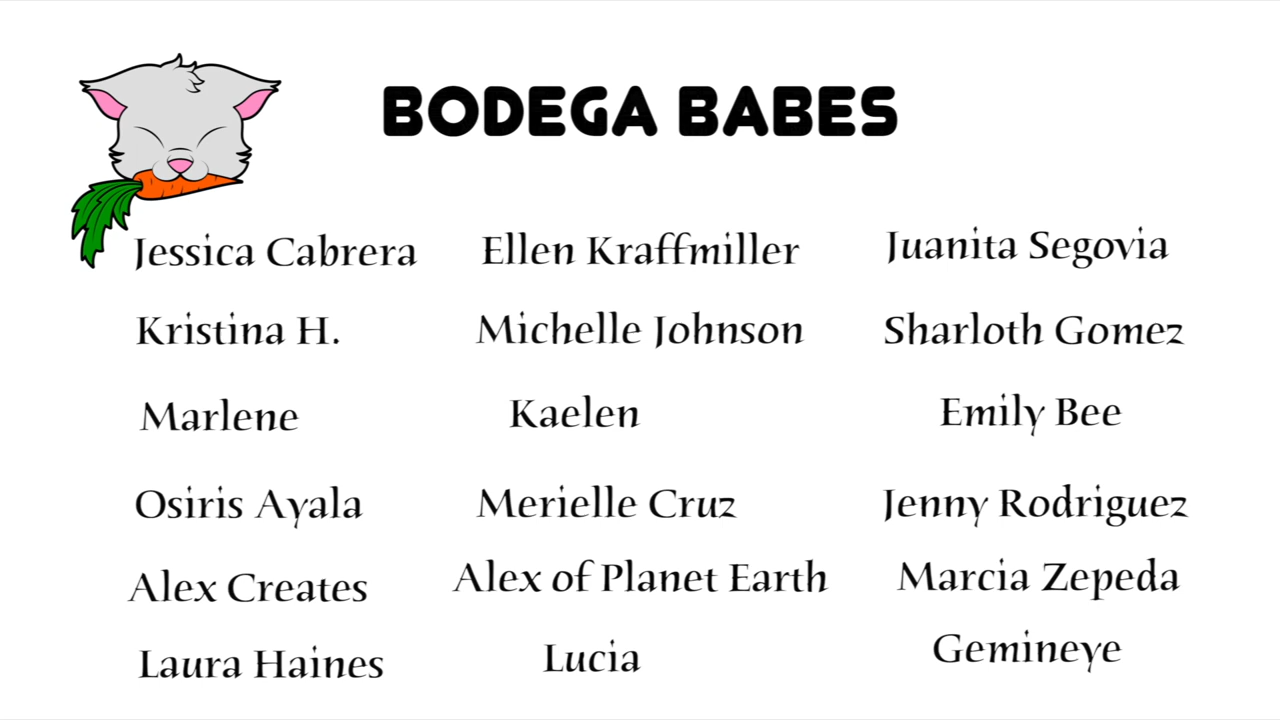 BODEGA BABES
Jessica Cabrera Ellen Kraffmiller Juanita Segovia
Kristina H. Michelle Johnson Sharloth Gomez
Marlene Kaelen Emily Bee
Osiris Ayala Merielle Cruz Jenny Rodriguez
Alex Creates Alex of Planet Earth Marcia Zepeda
Laura Haines Lucia Gemineye